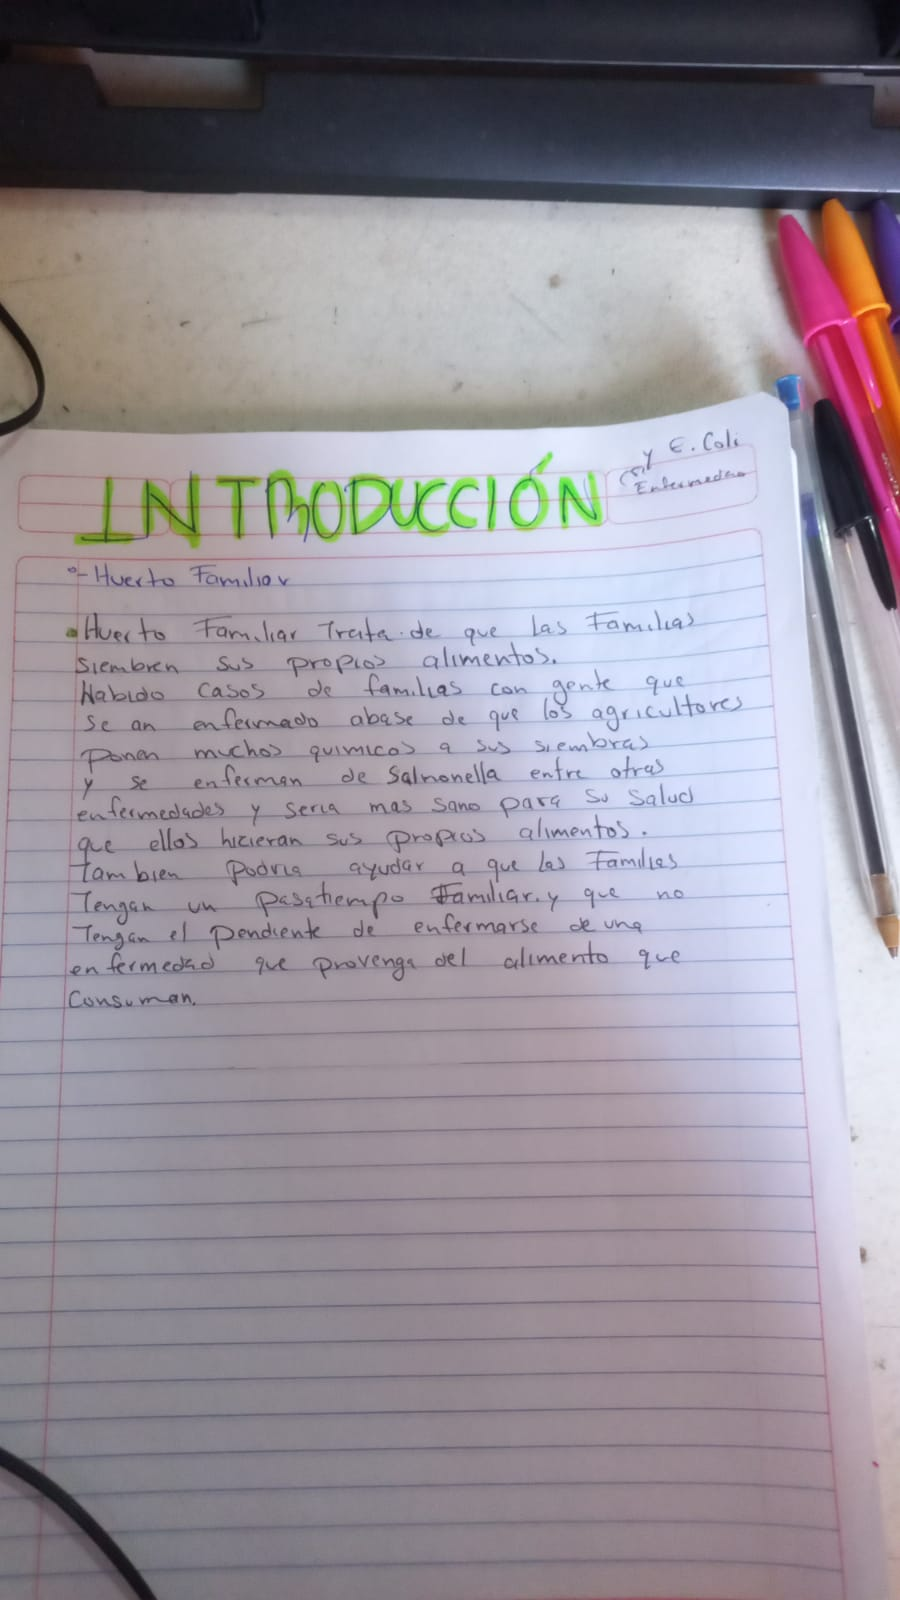 INTRODUCCIÓN
y E. Coli
Enfermedes
- Huerto Familiar
Huerto Familiar Trata de que las Familias
siembren sus propios alimentos.
Habido casos de familias con gente que
se an enfermado abase de que los agricultores
ponen muchos quimicos a sus siembras
y se enferman de Salmonella entre otras
enfermedades y seria mas sano para su salud
que ellos hicieran sus propios alimentos.
tambien podria ayudar a que las Familias
Tengan un pasatiempo Familiar, y que no
Tengan el pendiente de enfermarse de una
enfermedad que provenga del alimento que
consuman.